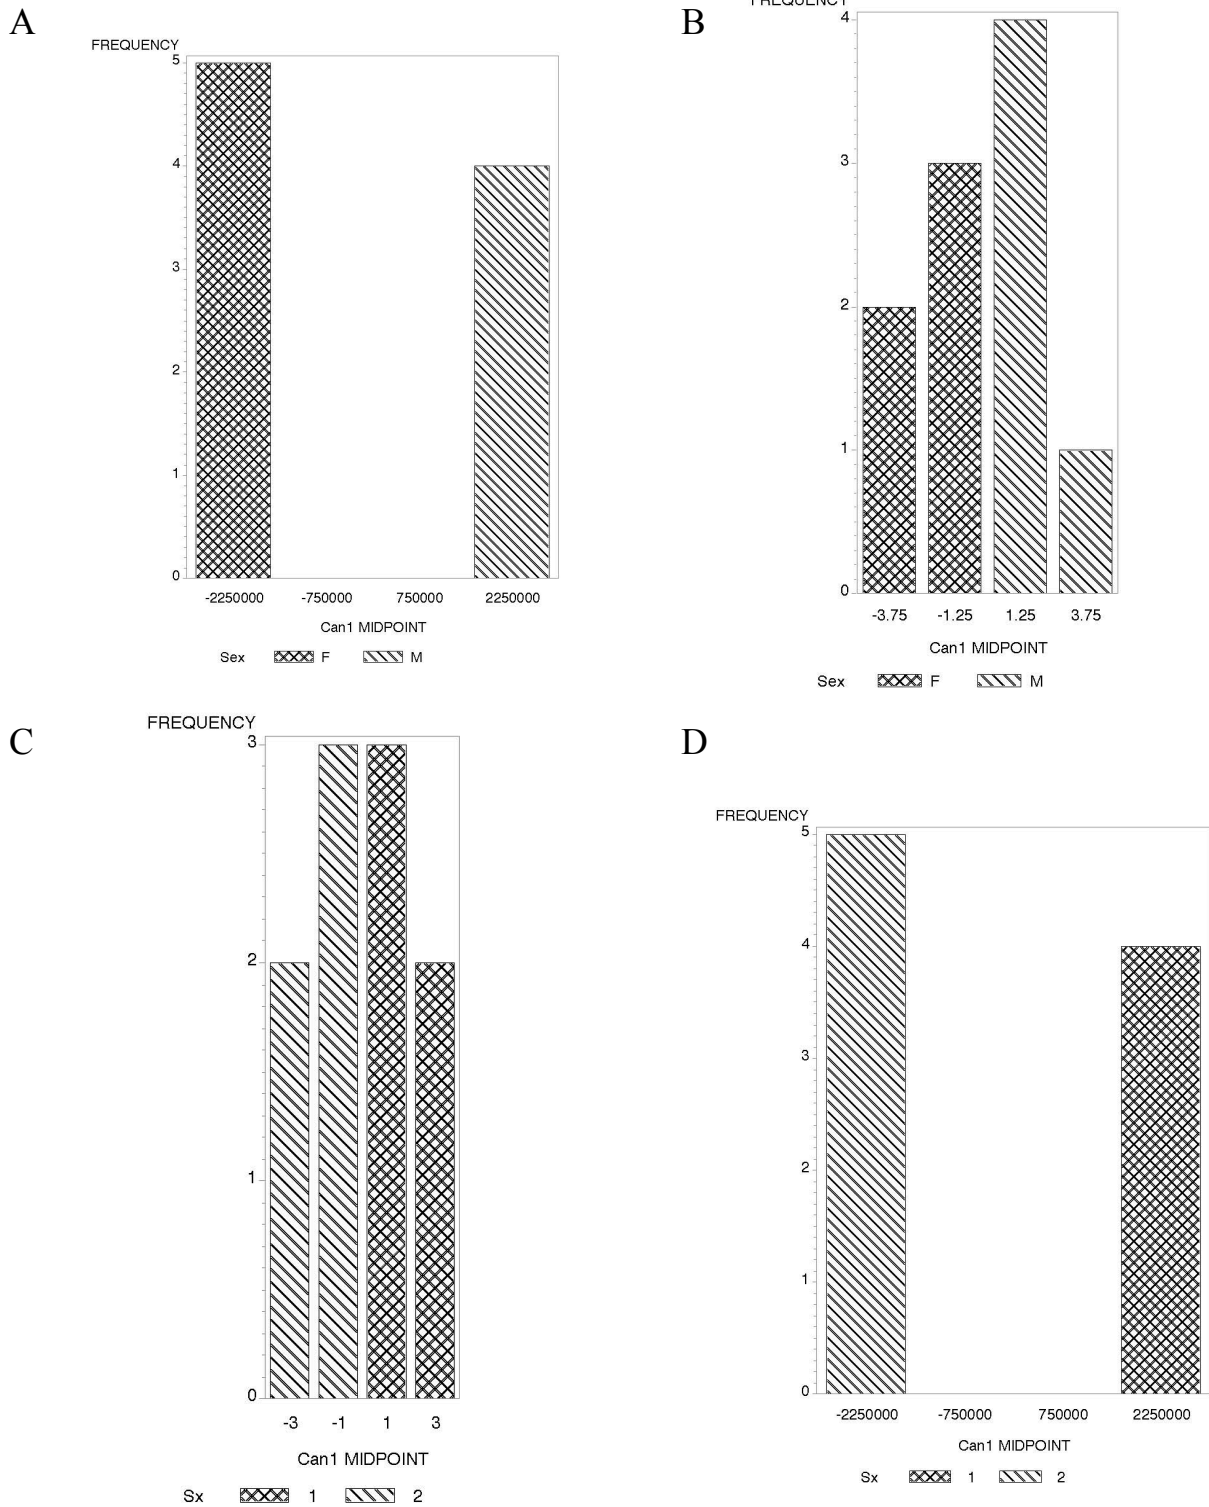 A
FREQUENCY
5
4
3
2
1
0
-2250000 -750000 750000 2250000
Can1 MIDPOINT
Sex F M
B
FREQUENCY
4
3
2
1
0
-3.75 -1.25 1.25 3.75
Can1 MIDPOINT
Sex F M
C
FREQUENCY
3
2
1
0
-3 -1 1 3
Can1 MIDPOINT
Sx 1 2
D
FREQUENCY
5
4
3
2
1
0
-2250000 -750000 750000 2250000
Can1 MIDPOINT
Sx 1 2